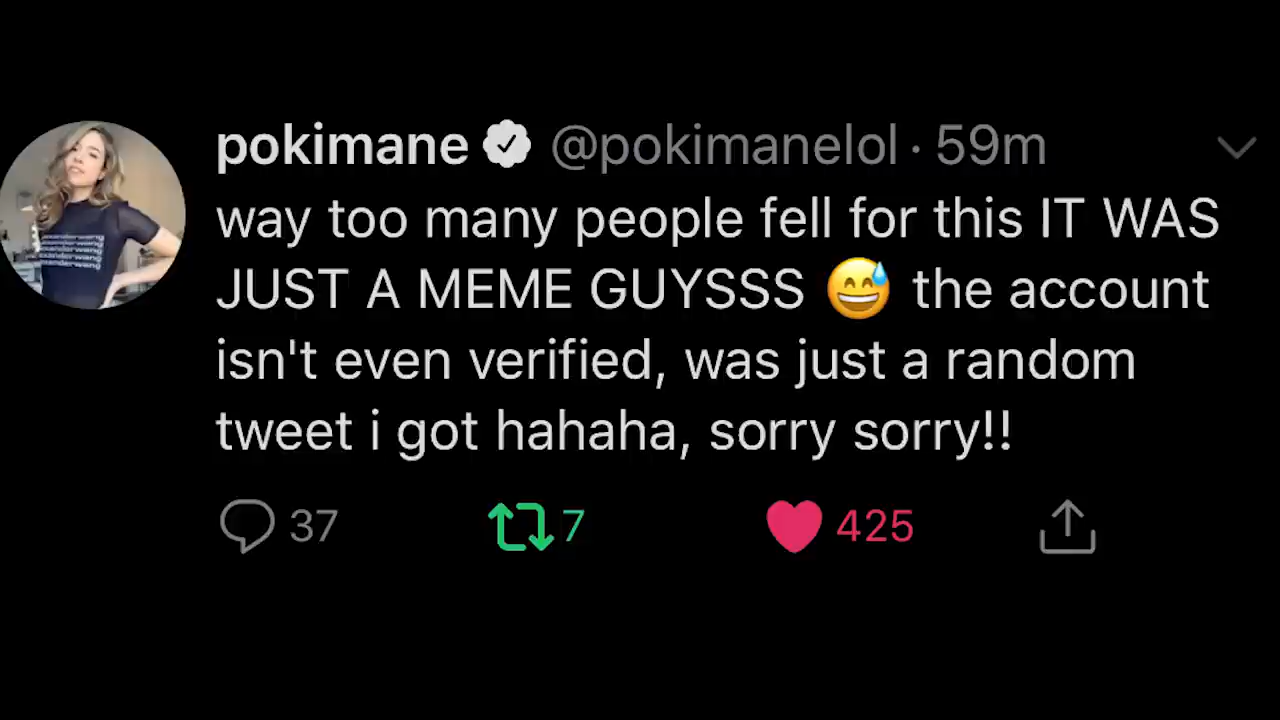 pokimane @pokimanelol · 59m
way too many people fell for this IT WAS
JUST A MEME GUYSSS 😅 the account
isn't even verified, was just a random
tweet i got hahaha, sorry sorry!!
37 7 425